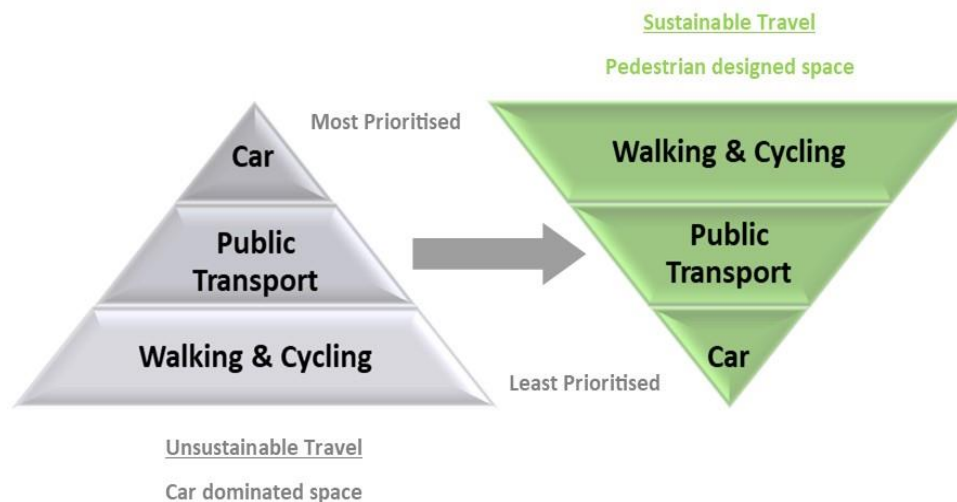 Sustainable Travel
Pedestrian designed space
Most Prioritised
Car
Public
Transport
Walking & Cycling
Walking & Cycling
Public
Transport
Car
Least Prioritised
Unsustainable Travel
Car dominated space